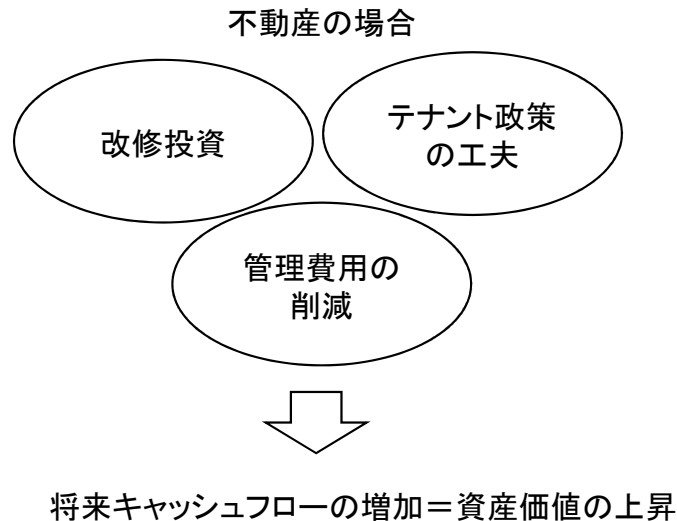 不動産の場合
改修投資
テナント政策
の工夫
管理費用の
削減
将来キャッシュフローの増加＝資産価値の上昇